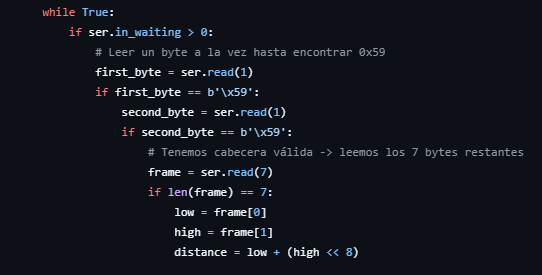 while True:
    if ser.in_waiting > 0:
        # Leer un byte a la vez hasta encontrar 0x59
        first_byte = ser.read(1)
        if first_byte == b'\x59':
            second_byte = ser.read(1)
            if second_byte == b'\x59':
                # Tenemos cabecera válida -> leemos los 7 bytes restantes
                frame = ser.read(7)
                if len(frame) == 7:
                    low = frame[0]
                    high = frame[1]
                    distance = low + (high << 8)